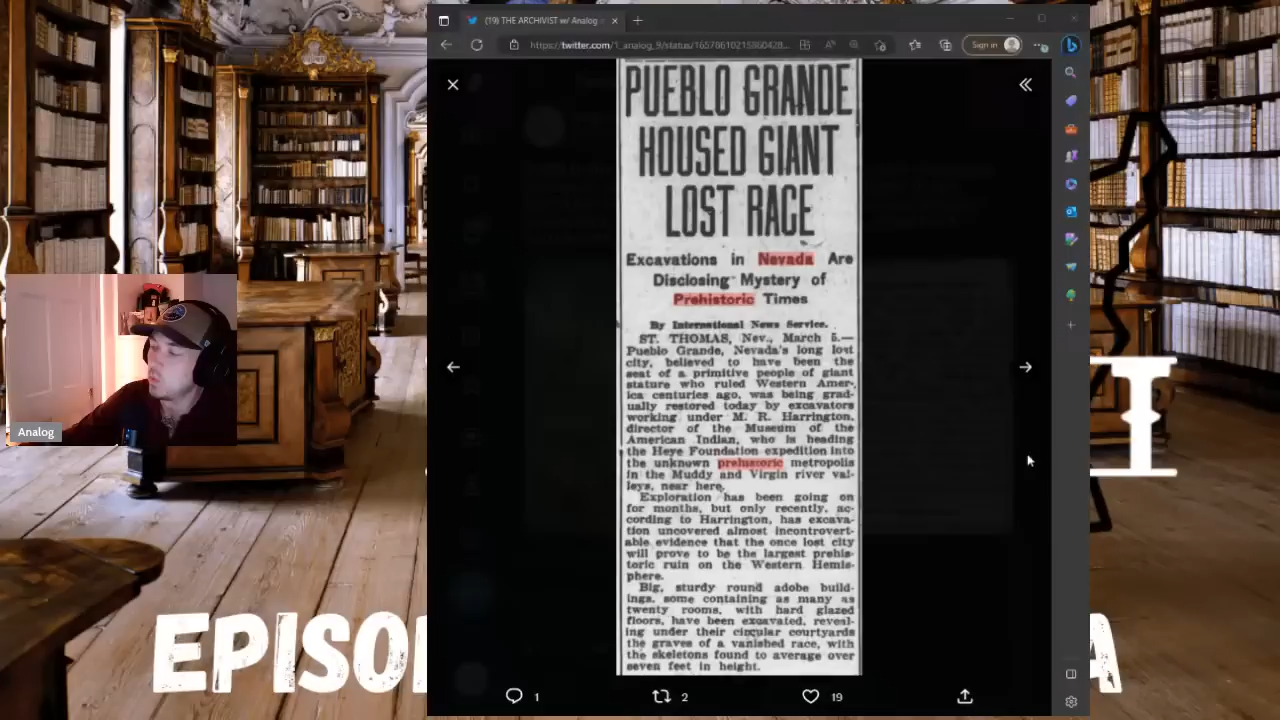 (19) THE ARCHIVIST w/ Analog
https://twitter.com/1_analog_9/status/16578610215860428...
Sign in
PUEBLO GRANDE
HOUSED GIANT
LOST RACE
Excavations in Nevada Are
Disclosing Mystery of
Prehistoric Times
By International News Service.
ST. THOMAS, Nev., March 5.—
Pueblo Grande, Nevada's long lost
city, believed to have been the
seat of a primitive people of giant
stature who ruled Western Amer-
ica centuries ago, was being grad-
ually restored today by excavators
working under M. R. Harrington,
director of the Museum of the
American Indian, who is heading
the Heye Foundation expedition into
the unknown prehistoric metropolis
in the Muddy and Virgin river val-
leys, near here.
Exploration has been going on
for months, but only recently, ac-
cording to Harrington, has excava-
tion uncovered almost incontrovert-
able evidence that the once lost city
will prove to be the largest prehis-
toric ruin on the Western Hemis-
phere.
Big, sturdy round adobe build-
ings, some containing as many as
twenty rooms, with hard glazed
floors, have been excavated, reveal-
ing under their circular courtyards
the graves of a vanished race, with
the skeletons found to average over
seven feet in height.
1 2 19
Analog
I
EPISO
A